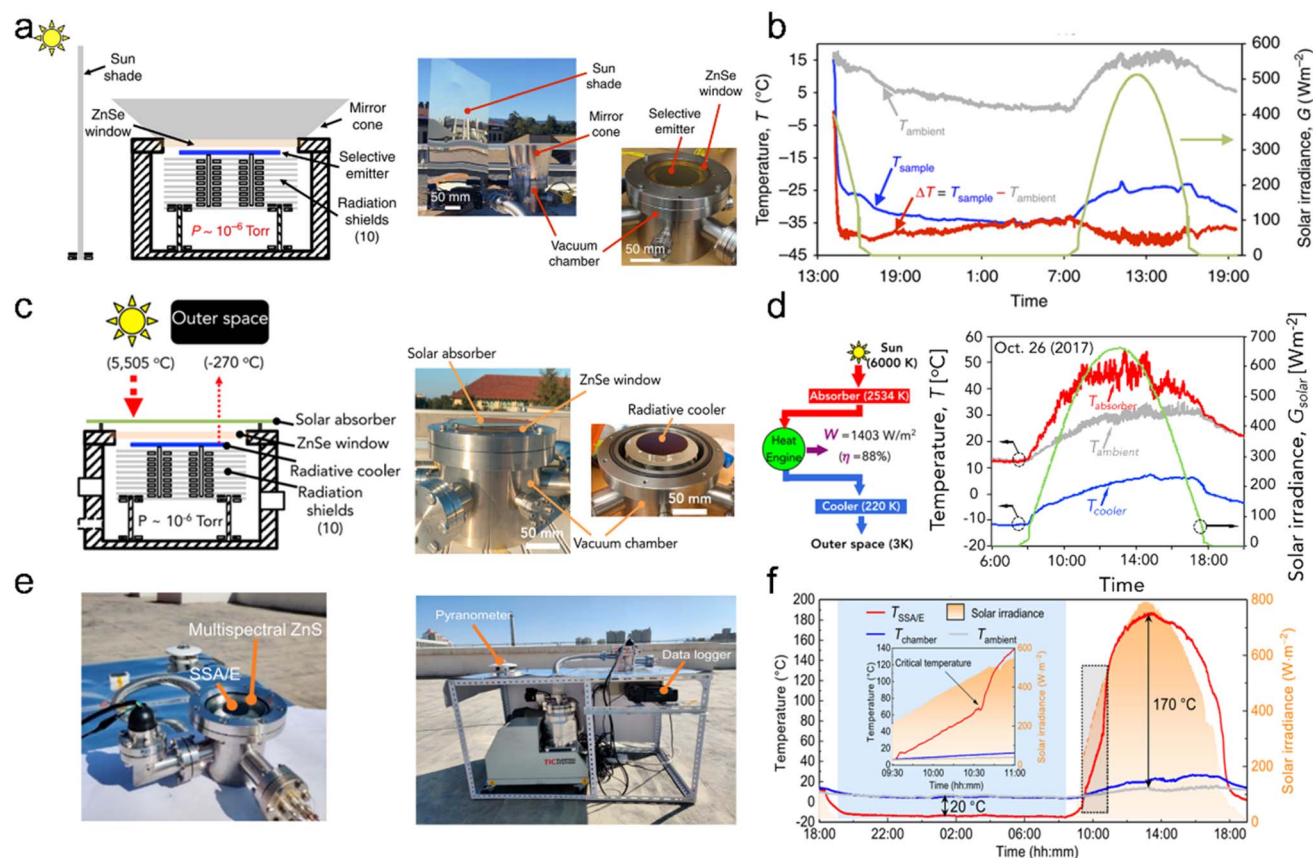 a
Sun
shade
ZnSe
window
Mirror
cone
Selective
emitter
Radiation
shields
(10)
P ~ 10⁻⁶ Torr
Sun
shade
Mirror
cone
ZnSe
window
Selective
emitter
Vacuum
chamber
50 mm
50 mm
b
Temperature, T (°C)
15
5
−5
−15
−25
−35
−45
T_ambient
T_sample
ΔT = T_sample − T_ambient
600
500
400
300
200
100
0
Solar irradiance, G (Wm⁻²)
13:00 19:00 1:00 7:00 13:00 19:00
Time
c
Outer space
(5,505 °C) (-270 °C)
Solar absorber
ZnSe window
Radiative cooler
Radiation
shields
(10)
P ~ 10⁻⁶ Torr
Solar absorber
ZnSe window
Radiative cooler
50 mm
50 mm
Vacuum chamber
d
Sun
(6000 K)
Absorber (2534 K)
Heat
Engine
W = 1403 W/m²
(η = 88%)
Cooler (220 K)
Outer space (3K)
Temperature, T [°C]
60
50
40
30
20
10
0
-10
-20
Oct. 26 (2017)
T_absorber
T_ambient
T_cooler
700
600
500
400
300
200
100
0
Solar irradiance, G_solar [Wm⁻²]
6:00 10:00 14:00 18:00
Time
e
Multispectral ZnS
SSA/E
Pyranometer
Data logger
TIC
f
Temperature (°C)
200
180
160
140
120
100
80
60
40
20
0
-20
T_SSA/E Solar irradiance
T_chamber T_ambient
Temperature (°C)
140
120
100
80
60
40
20
0
Critical temperature
600
400
200
0
Solar irradiance (W·m⁻²)
09:30 10:00 10:30 11:00
Time (hh:mm)
170 °C
20 °C
800
600
400
200
0
Solar irradiance (W·m⁻²)
18:00 22:00 02:00 06:00 10:00 14:00 18:00
Time (hh:mm)